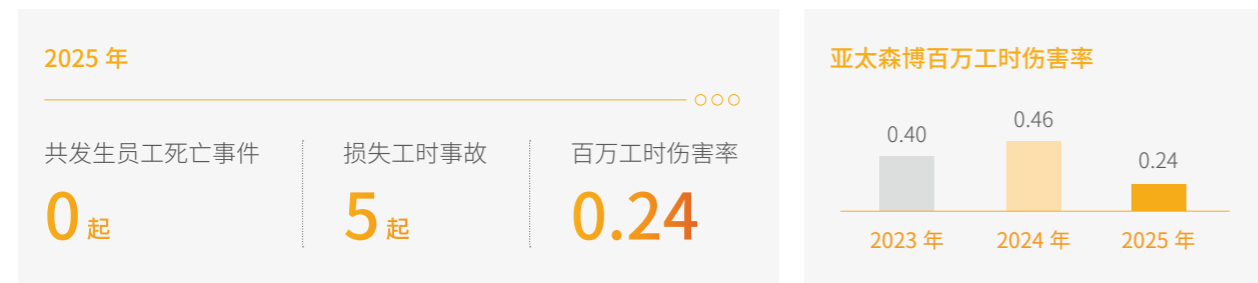 2025 年
共发生员工死亡事件
0 起
损失工时事故
5 起
百万工时伤害率
0.24
亚太森博百万工时伤害率
0.40
0.46
0.24
2023 年
2024 年
2025 年